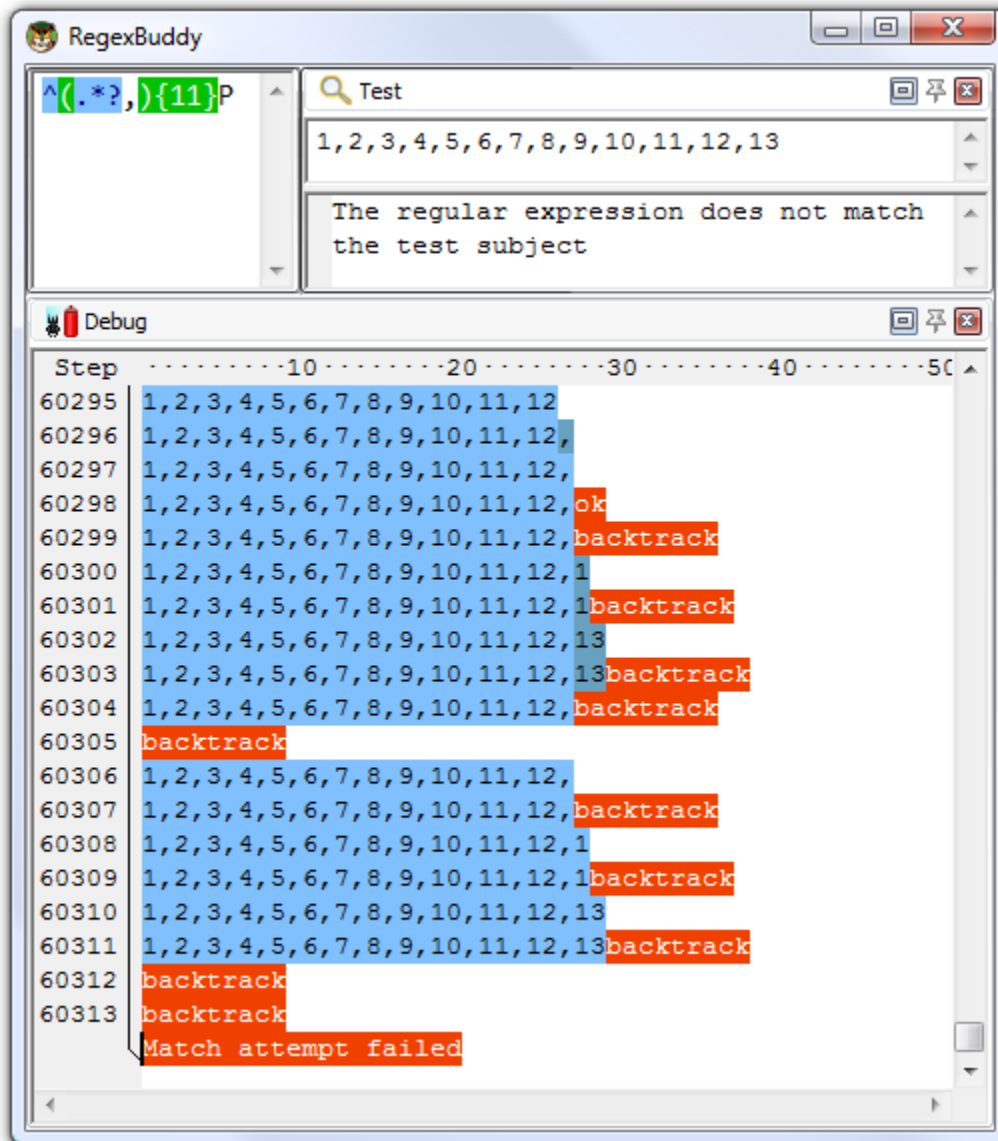 RegexBuddy
^(.*?,){11}P
Test
1,2,3,4,5,6,7,8,9,10,11,12,13
The regular expression does not match
the test subject
Debug
Step ·········10········20········30········40········50
60295 1,2,3,4,5,6,7,8,9,10,11,12
60296 1,2,3,4,5,6,7,8,9,10,11,12,
60297 1,2,3,4,5,6,7,8,9,10,11,12,
60298 1,2,3,4,5,6,7,8,9,10,11,12,ok
60299 1,2,3,4,5,6,7,8,9,10,11,12,backtrack
60300 1,2,3,4,5,6,7,8,9,10,11,12,1
60301 1,2,3,4,5,6,7,8,9,10,11,12,1backtrack
60302 1,2,3,4,5,6,7,8,9,10,11,12,13
60303 1,2,3,4,5,6,7,8,9,10,11,12,13backtrack
60304 1,2,3,4,5,6,7,8,9,10,11,12,backtrack
60305 backtrack
60306 1,2,3,4,5,6,7,8,9,10,11,12,
60307 1,2,3,4,5,6,7,8,9,10,11,12,backtrack
60308 1,2,3,4,5,6,7,8,9,10,11,12,1
60309 1,2,3,4,5,6,7,8,9,10,11,12,1backtrack
60310 1,2,3,4,5,6,7,8,9,10,11,12,13
60311 1,2,3,4,5,6,7,8,9,10,11,12,13backtrack
60312 backtrack
60313 backtrack
Match attempt failed